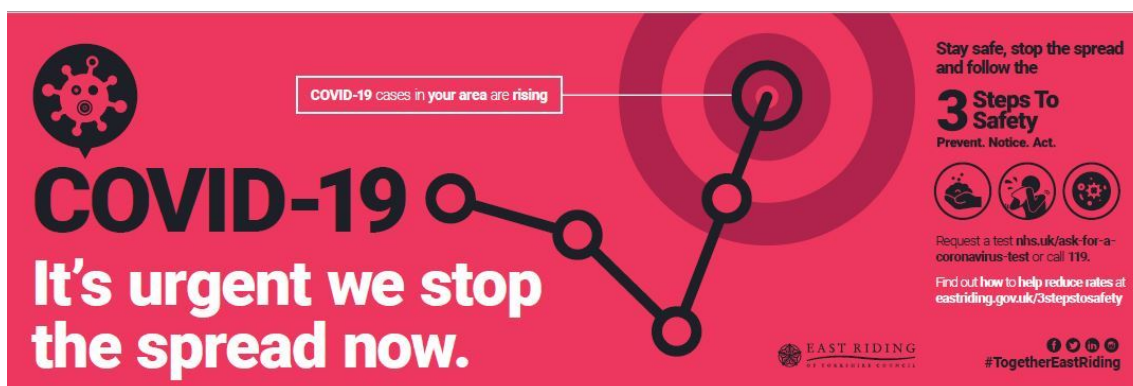 COVID-19 cases in your area are rising
COVID-19
It's urgent we stop
the spread now.
Stay safe, stop the spread
and follow the
3 Steps To
Safety
Prevent. Notice. Act.
Request a test nhs.uk/ask-for-a-
coronavirus-test or call 119.
Find out how to help reduce rates at
eastriding.gov.uk/3stepstosafety
EAST RIDING
OF YORKSHIRE COUNCIL
#TogetherEastRiding